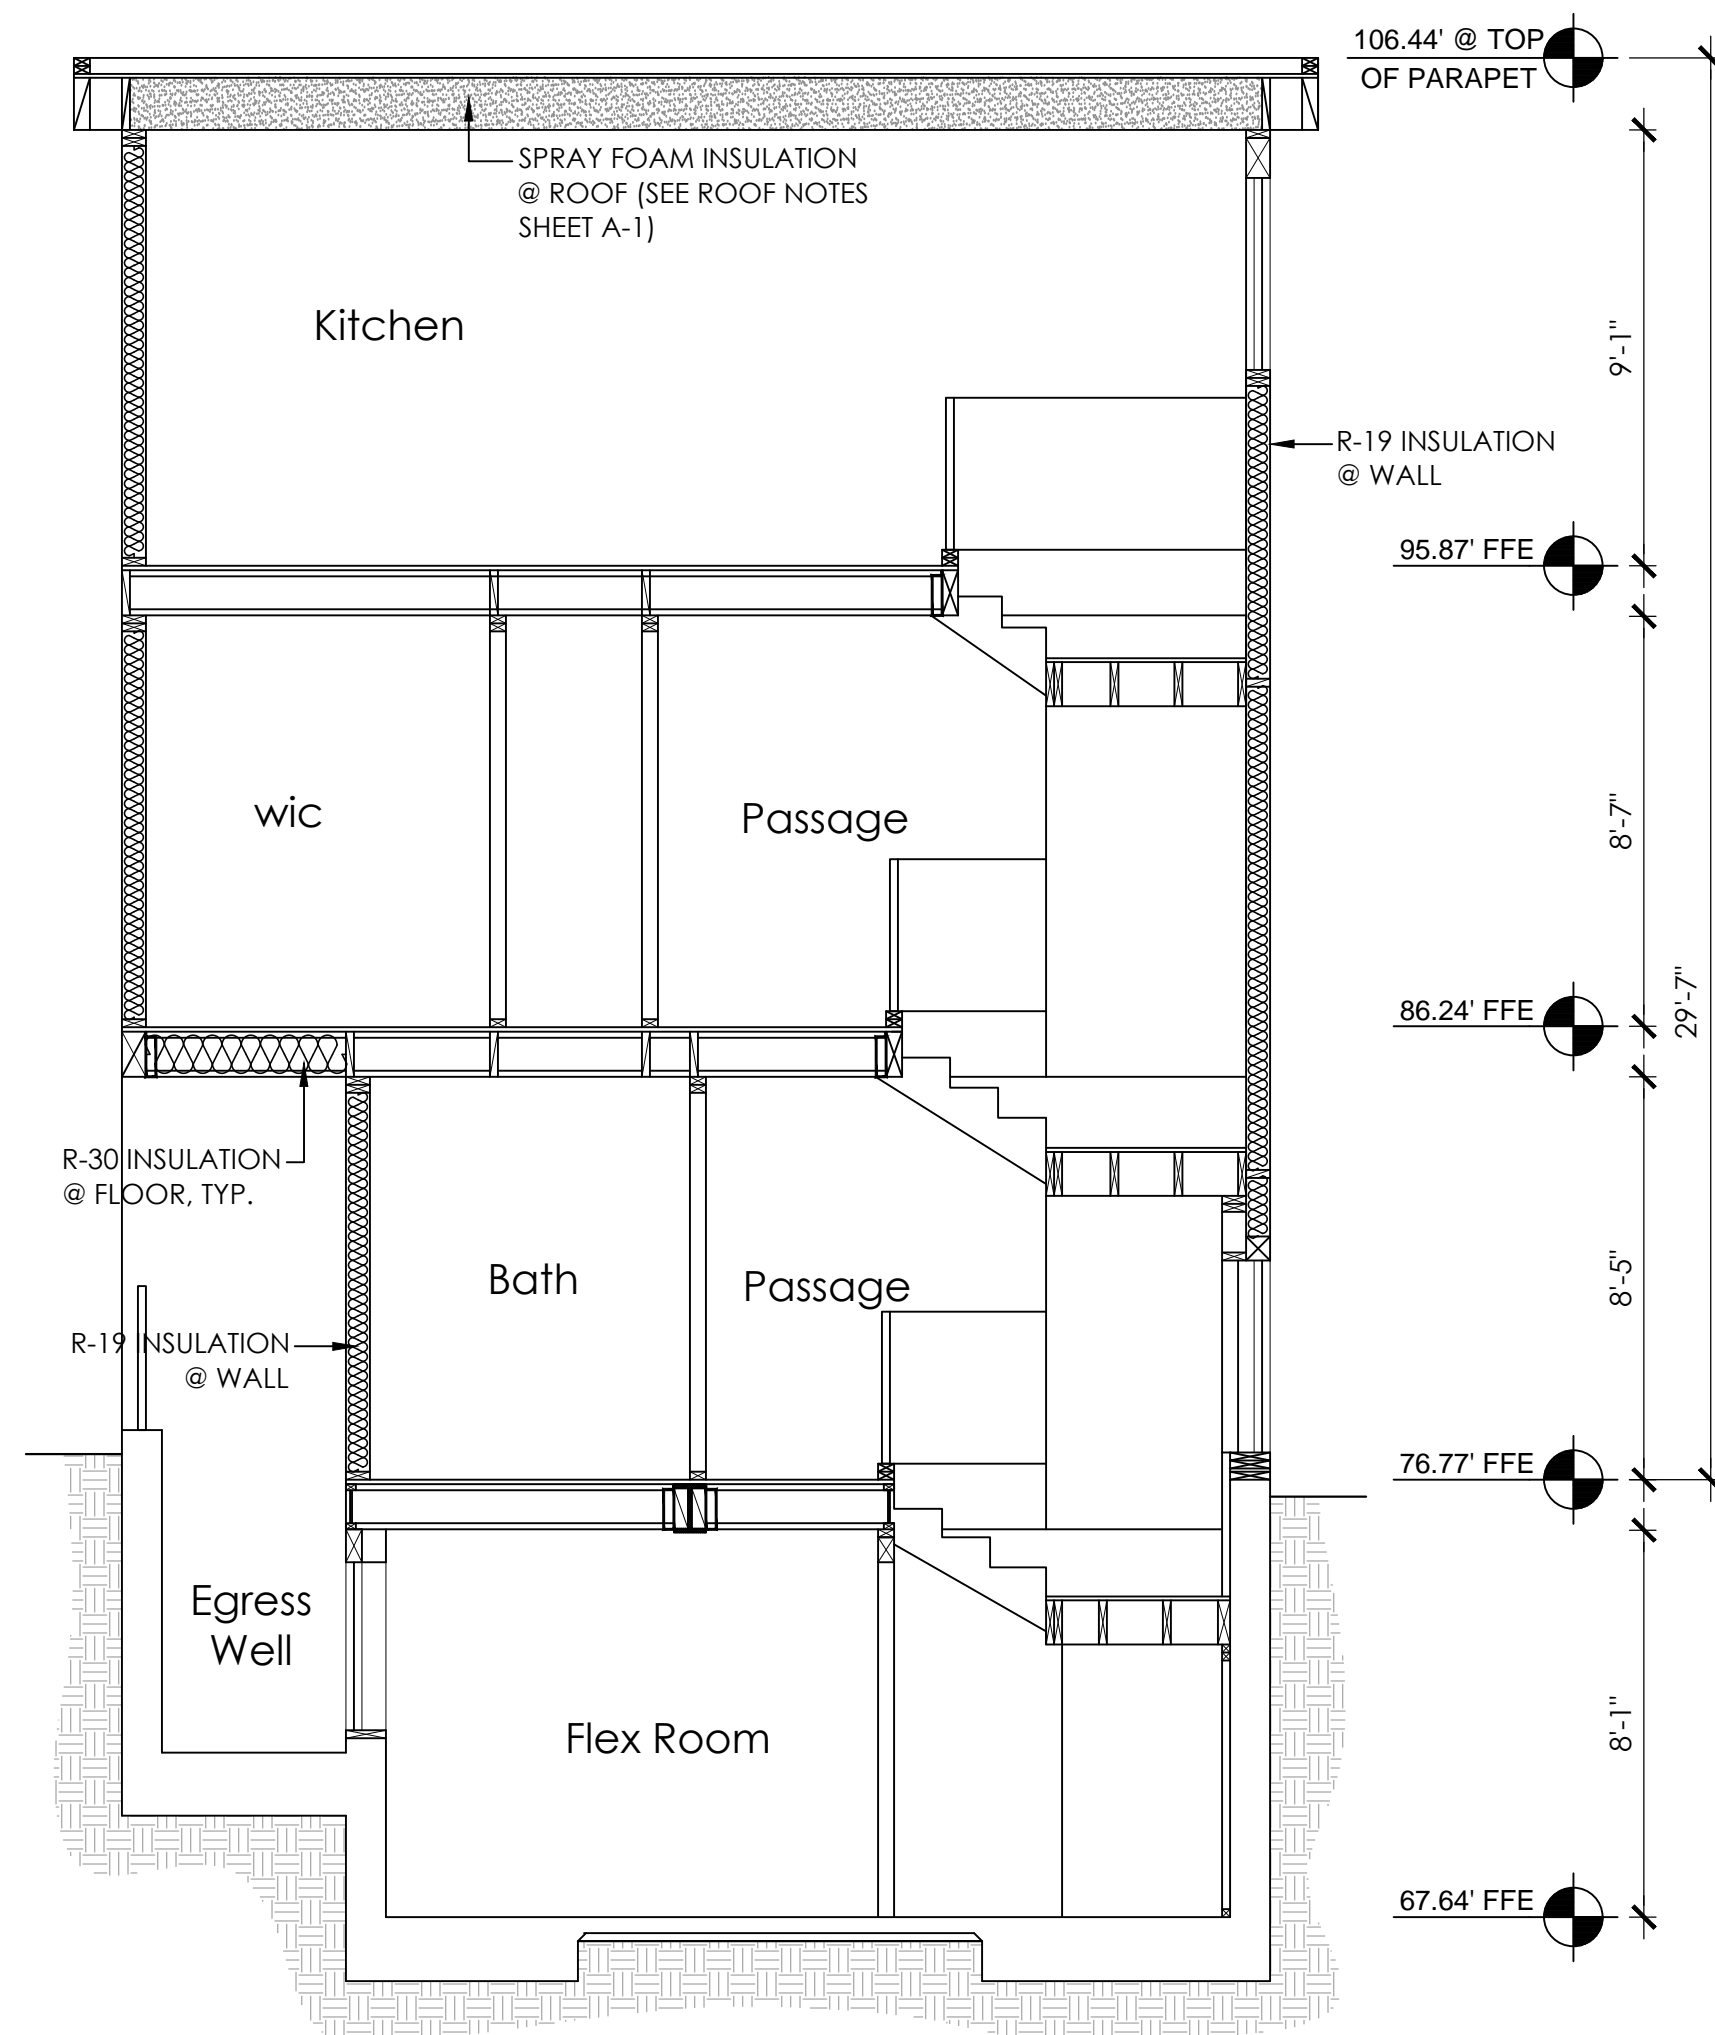 106.44' @ TOP
OF PARAPET
SPRAY FOAM INSULATION
@ ROOF (SEE ROOF NOTES
SHEET A-1)
Kitchen
9'-1"
R-19 INSULATION
@ WALL
95.87' FFE
wic
Passage
8'-7"
86.24' FFE
29'-7"
R-30 INSULATION
@ FLOOR, TYP.
Bath
Passage
8'-5"
R-19 INSULATION
@ WALL
76.77' FFE
Egress
Well
Flex Room
8'-1"
67.64' FFE